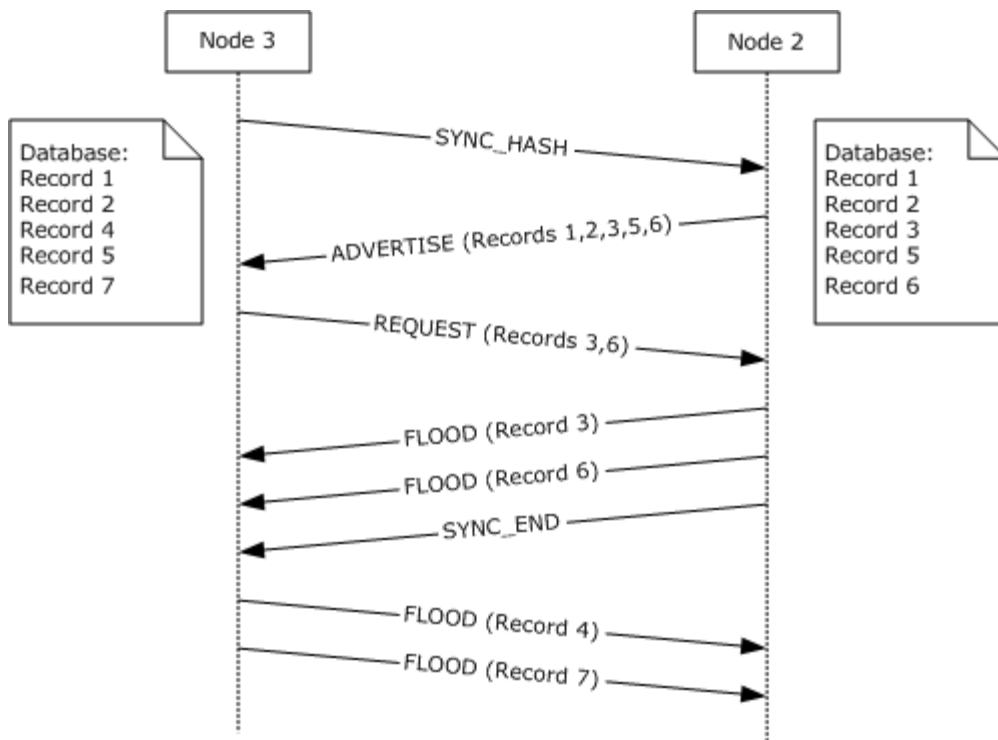 Node 3
Node 2
Database:
Record 1
Record 2
Record 4
Record 5
Record 7
Database:
Record 1
Record 2
Record 3
Record 5
Record 6
SYNC_HASH
ADVERTISE (Records 1,2,3,5,6)
REQUEST (Records 3,6)
FLOOD (Record 3)
FLOOD (Record 6)
SYNC_END
FLOOD (Record 4)
FLOOD (Record 7)